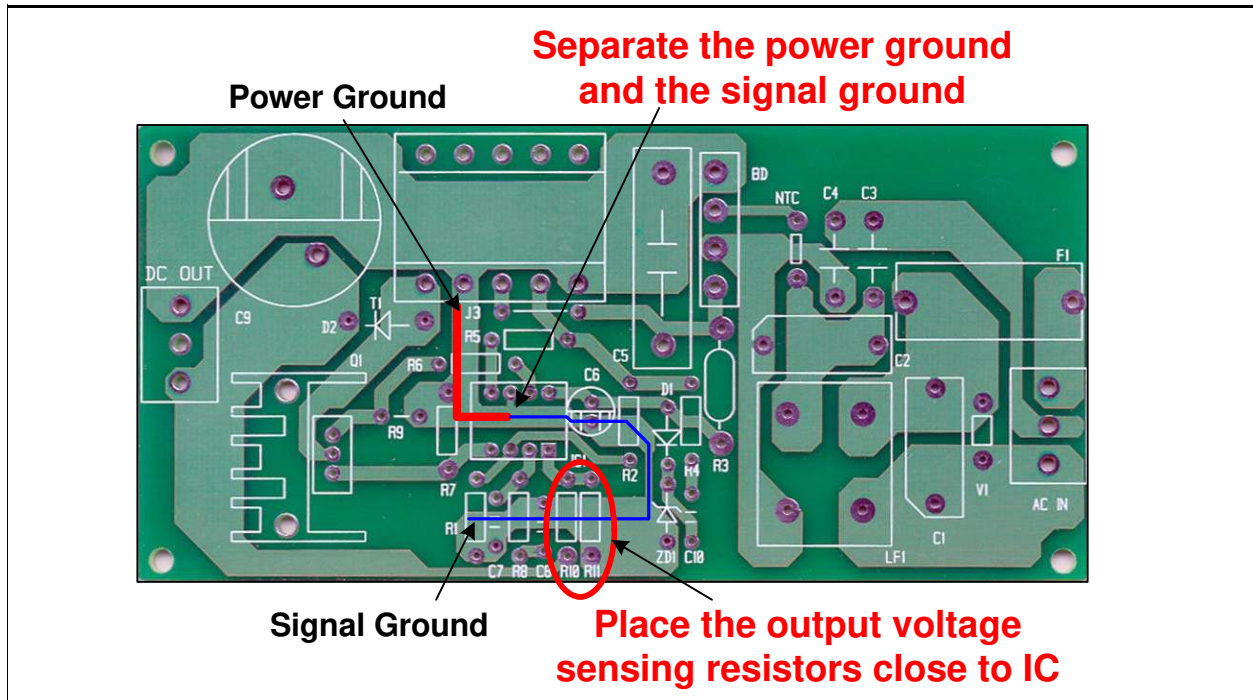 Separate the power ground
and the signal ground
Power Ground
BD
NTC
C4
C3
F1
DC OUT
C9
T1
D2
J3
R5
Q1
R6
C5
C6
D1
C2
R9
R7
R2
R4
R3
V1
AC IN
R1
C7
R8
R10
R11
ZD1
C10
LF1
C1
Signal Ground
Place the output voltage
sensing resistors close to IC